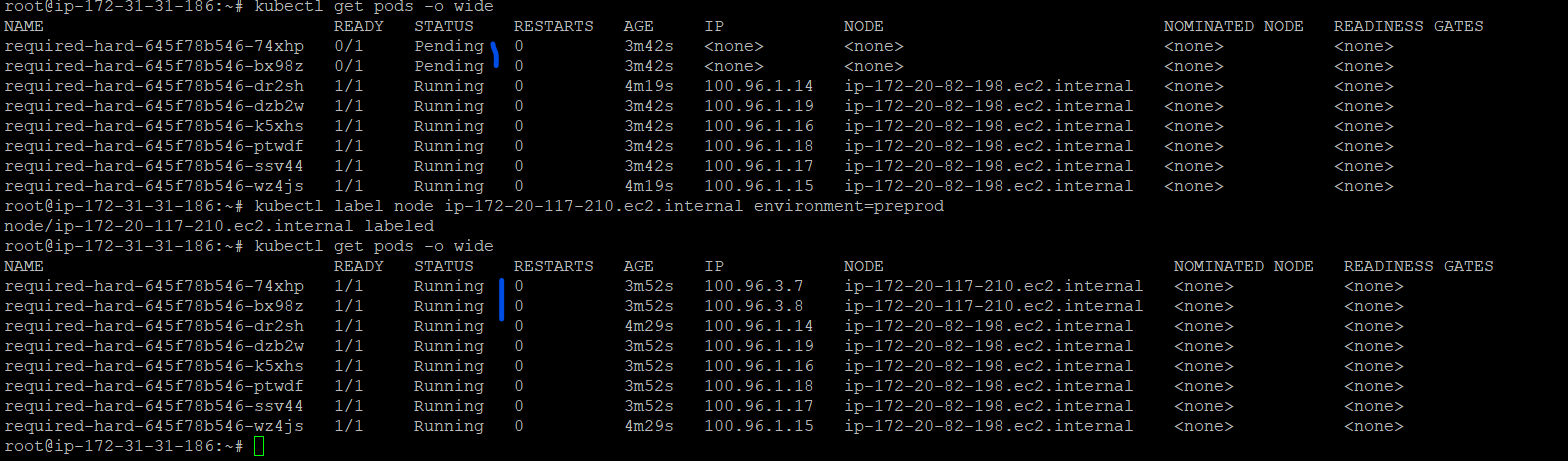 root@ip-172-31-31-186:~# kubectl get pods -o wide
NAME READY STATUS RESTARTS AGE IP NODE NOMINATED NODE READINESS GATES
required-hard-645f78b546-74xhp 0/1 Pending 0 3m42s <none> <none> <none> <none>
required-hard-645f78b546-bx98z 0/1 Pending 0 3m42s <none> <none> <none> <none>
required-hard-645f78b546-dr2sh 1/1 Running 0 4m19s 100.96.1.14 ip-172-20-82-198.ec2.internal <none> <none>
required-hard-645f78b546-dzb2w 1/1 Running 0 3m42s 100.96.1.19 ip-172-20-82-198.ec2.internal <none> <none>
required-hard-645f78b546-k5xhs 1/1 Running 0 3m42s 100.96.1.16 ip-172-20-82-198.ec2.internal <none> <none>
required-hard-645f78b546-ptwdf 1/1 Running 0 3m42s 100.96.1.18 ip-172-20-82-198.ec2.internal <none> <none>
required-hard-645f78b546-ssv44 1/1 Running 0 3m42s 100.96.1.17 ip-172-20-82-198.ec2.internal <none> <none>
required-hard-645f78b546-wz4js 1/1 Running 0 4m19s 100.96.1.15 ip-172-20-82-198.ec2.internal <none> <none>
root@ip-172-31-31-186:~# kubectl label node ip-172-20-117-210.ec2.internal environment=preprod
node/ip-172-20-117-210.ec2.internal labeled
root@ip-172-31-31-186:~# kubectl get pods -o wide
NAME READY STATUS RESTARTS AGE IP NODE NOMINATED NODE READINESS GATES
required-hard-645f78b546-74xhp 1/1 Running 0 3m52s 100.96.3.7 ip-172-20-117-210.ec2.internal <none> <none>
required-hard-645f78b546-bx98z 1/1 Running 0 3m52s 100.96.3.8 ip-172-20-117-210.ec2.internal <none> <none>
required-hard-645f78b546-dr2sh 1/1 Running 0 4m29s 100.96.1.14 ip-172-20-82-198.ec2.internal <none> <none>
required-hard-645f78b546-dzb2w 1/1 Running 0 3m52s 100.96.1.19 ip-172-20-82-198.ec2.internal <none> <none>
required-hard-645f78b546-k5xhs 1/1 Running 0 3m52s 100.96.1.16 ip-172-20-82-198.ec2.internal <none> <none>
required-hard-645f78b546-ptwdf 1/1 Running 0 3m52s 100.96.1.18 ip-172-20-82-198.ec2.internal <none> <none>
required-hard-645f78b546-ssv44 1/1 Running 0 3m52s 100.96.1.17 ip-172-20-82-198.ec2.internal <none> <none>
required-hard-645f78b546-wz4js 1/1 Running 0 4m29s 100.96.1.15 ip-172-20-82-198.ec2.internal <none> <none>
root@ip-172-31-31-186:~#